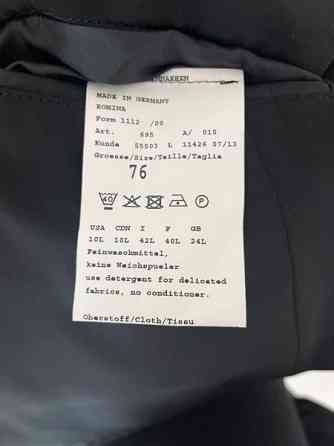 MADE IN GERMANY
ROMINA
Form 1112 /00
Art. 695 A/ 010
Kunde 55503 L 11426 07/13
Groesse/Size/Taille/Taglia
76
40 P
USA CDN I F GB
10L 10L 42L 40L 24L
Feinwaschmittel,
keine Weichspueler
use detergent for delicated
fabrics, no conditioner.
Oberstoff/Cloth/Tissu